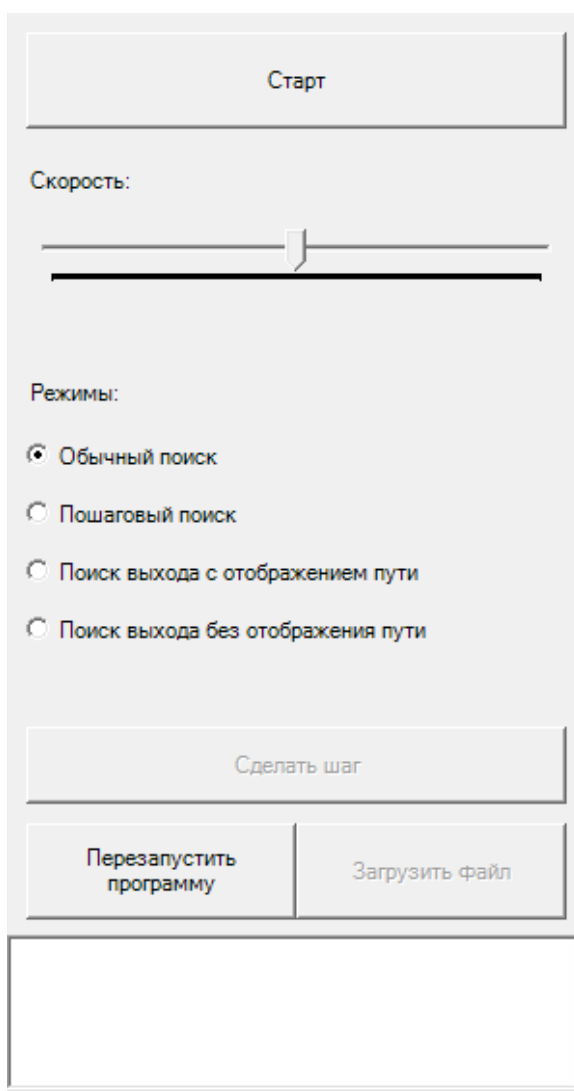 Старт
Скорость:
Режимы:
Обычный поиск
Пошаговый поиск
Поиск выхода с отображением пути
Поиск выхода без отображения пути
Сделать шаг
Перезапустить
программу
Загрузить файл